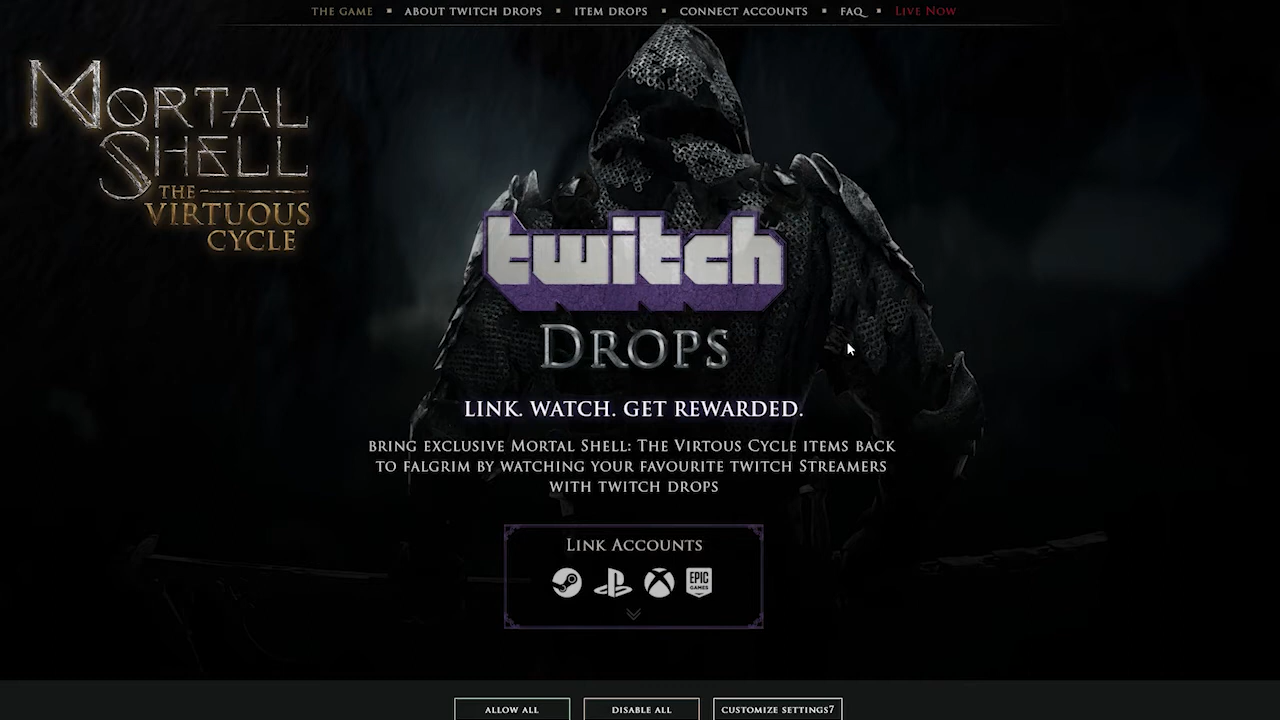 THE GAME ▪ ABOUT TWITCH DROPS ▪ ITEM DROPS ▪ CONNECT ACCOUNTS ▪ FAQ ▪ LIVE NOW
MORTAL
SHELL
THE
VIRTUOUS
CYCLE
twitch
DROPS
LINK. WATCH. GET REWARDED.
BRING EXCLUSIVE MORTAL SHELL: THE VIRTOUS CYCLE ITEMS BACK
TO FALGRIM BY WATCHING YOUR FAVOURITE TWITCH STREAMERS
WITH TWITCH DROPS
LINK ACCOUNTS
EPIC
GAMES
ALLOW ALL
DISABLE ALL
CUSTOMIZE SETTINGS7